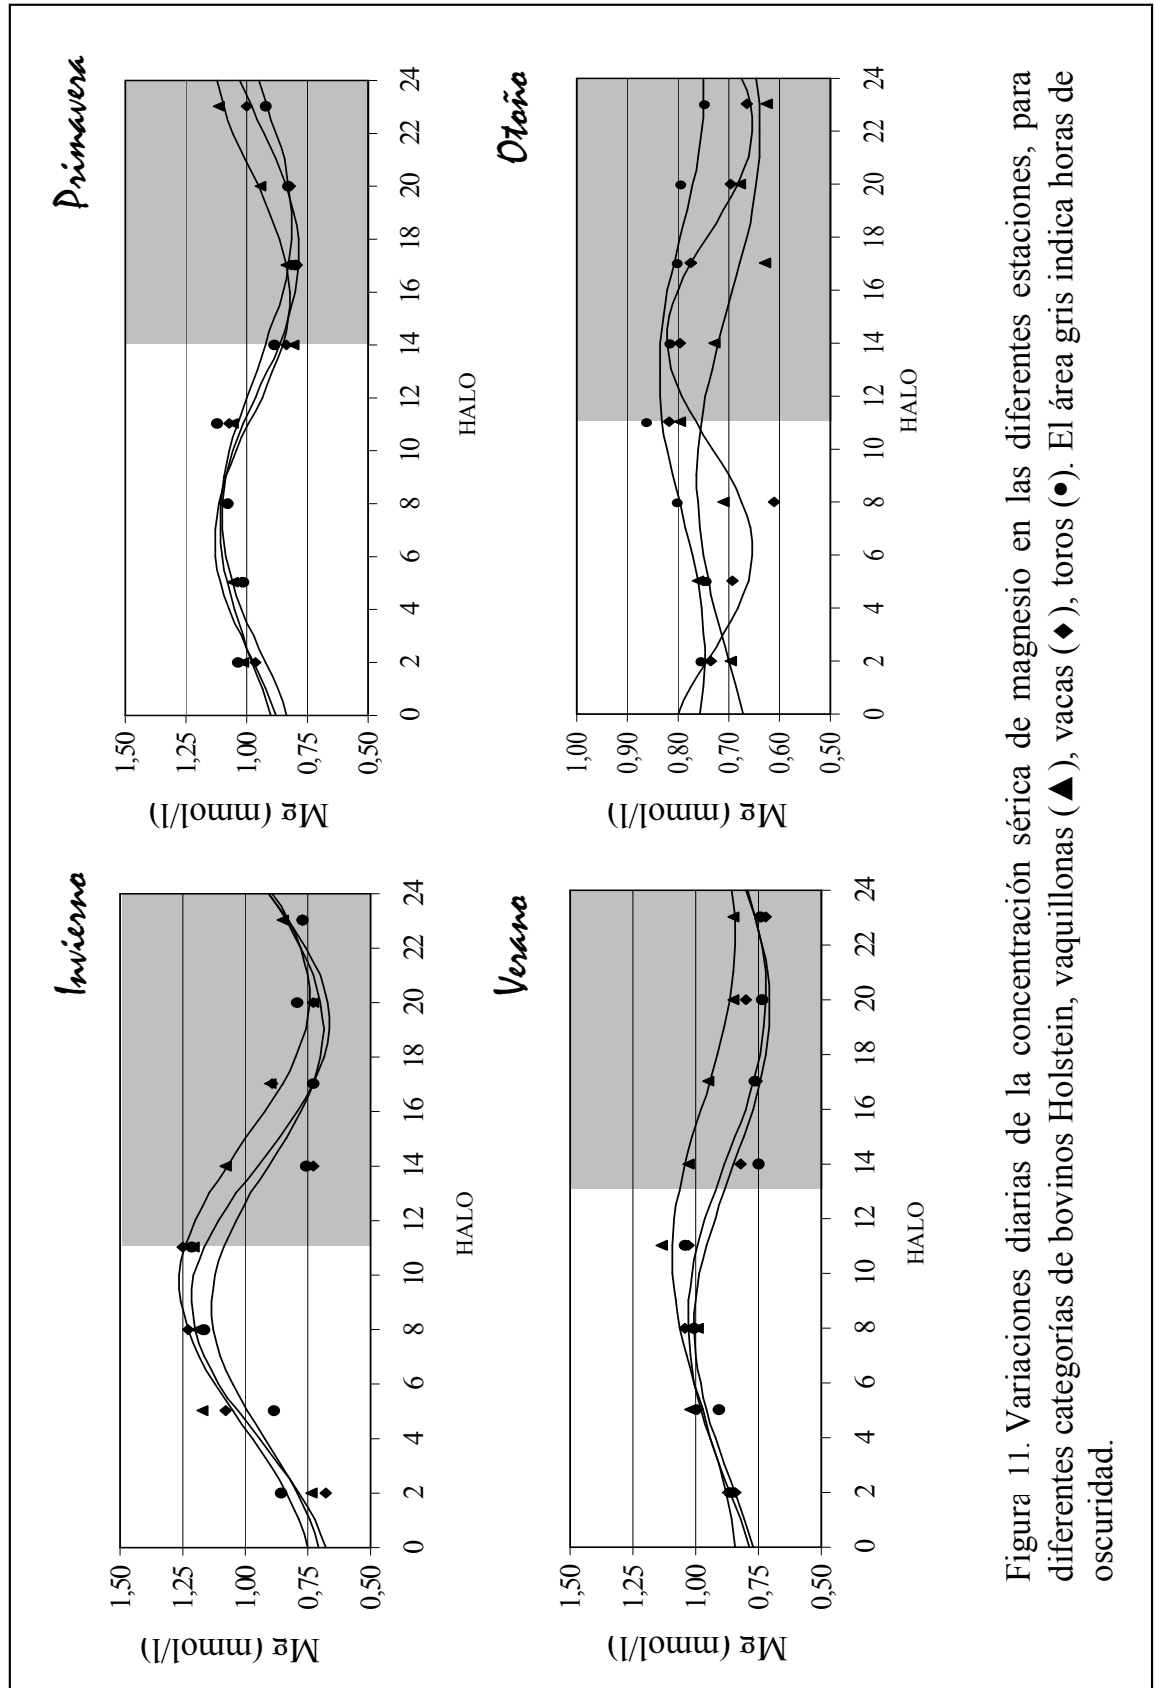 Invierno
Mg (mmol/l)
1,50
1,25
1,00
0,75
0,50
0 2 4 6 8 10 12 14 16 18 20 22 24
HALO
Primavera
Mg (mmol/l)
1,50
1,25
1,00
0,75
0,50
0 2 4 6 8 10 12 14 16 18 20 22 24
HALO
Verano
Mg (mmol/l)
1,50
1,25
1,00
0,75
0,50
0 2 4 6 8 10 12 14 16 18 20 22 24
HALO
Otoño
Mg (mmol/l)
1,00
0,90
0,80
0,70
0,60
0,50
0 2 4 6 8 10 12 14 16 18 20 22 24
HALO
Figura 11. Variaciones diarias de la concentración sérica de magnesio en las diferentes estaciones, para
diferentes categorías de bovinos Holstein, vaquillonas (▲), vacas (♦), toros (●). El área gris indica horas de
oscuridad.